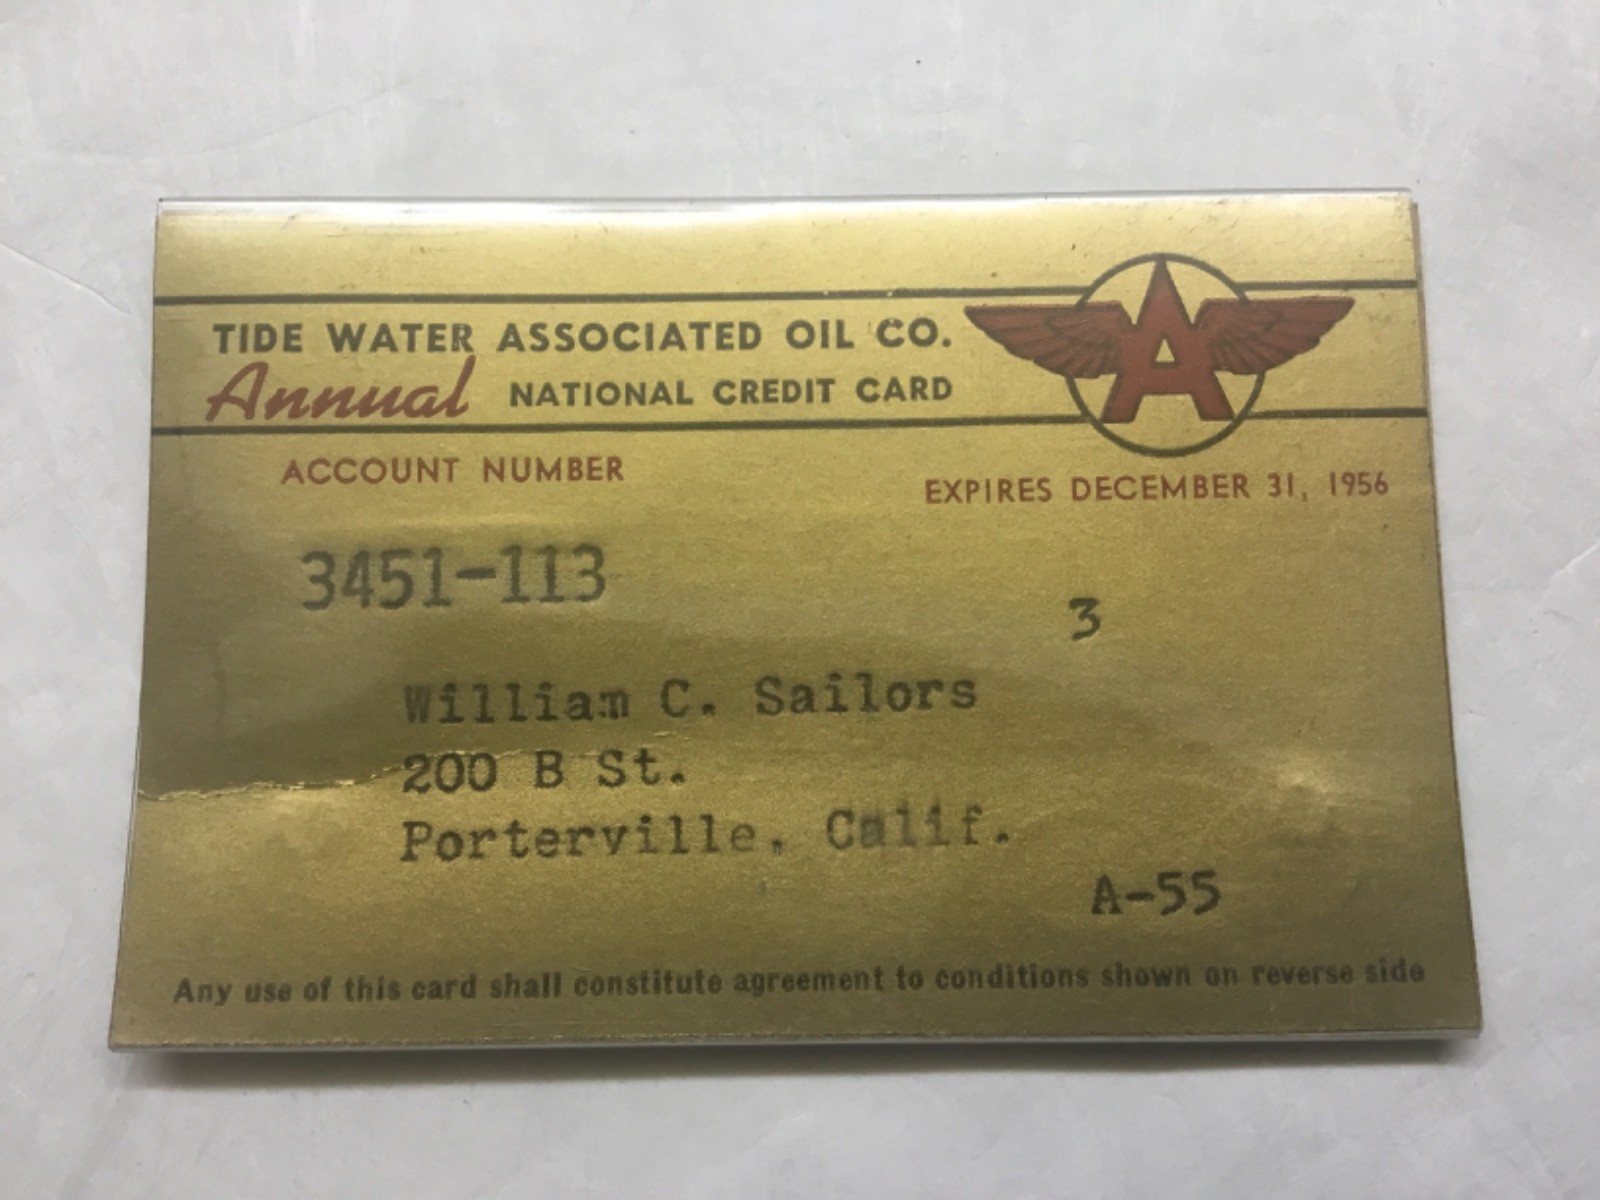 TIDE WATER ASSOCIATED OIL CO.
Annual NATIONAL CREDIT CARD
A
ACCOUNT NUMBER
EXPIRES DECEMBER 31, 1956
3451-113
3
William C. Sailors
200 B St.
Porterville, Calif.
A-55
Any use of this card shall constitute agreement to conditions shown on reverse side